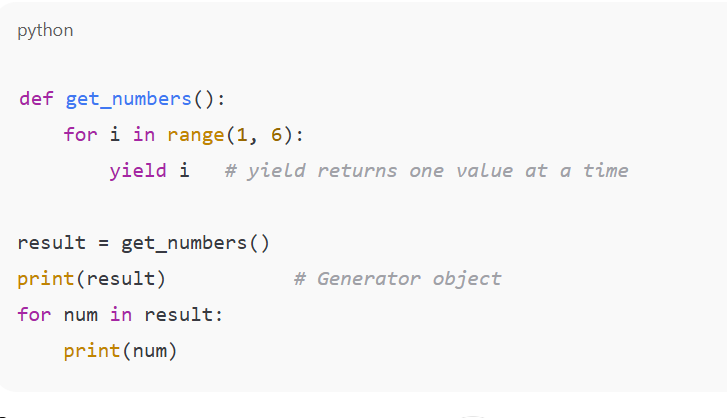 python
def get_numbers():
    for i in range(1, 6):
        yield i   # yield returns one value at a time
result = get_numbers()
print(result)           # Generator object
for num in result:
    print(num)